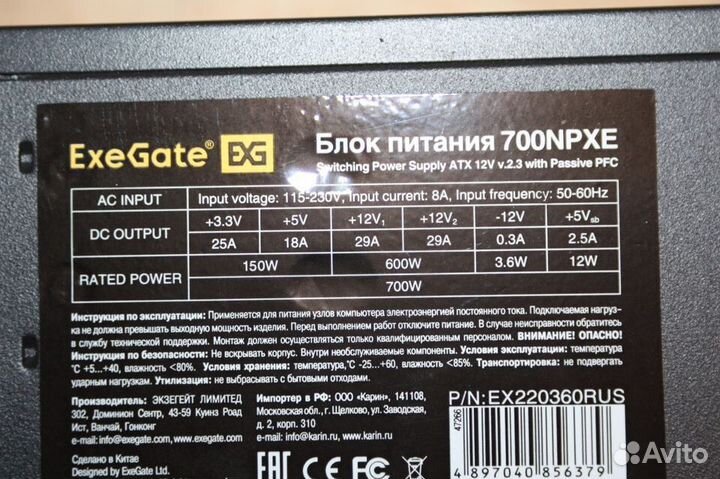 ExeGate® EXG
Блок питания 700NPXE
Switching Power Supply ATX 12V v.2.3 with Passive PFC
AC INPUT Input voltage: 115-230V, Input current: 8A, Input frequency: 50-60Hz
DC OUTPUT +3.3V +5V +12V1 +12V2 -12V +5Vsb
25A 18A 29A 29A 0.3A 2.5A
RATED POWER 150W 600W 3.6W 12W
700W
Инструкция по эксплуатации: Применяется для питания узлов компьютера электроэнергией постоянного тока. Подключаемая нагруз-
ка не должна превышать выходную мощность изделия. Перед выполнением работ отключите питание. В случае неисправности обратитесь
в службу технической поддержки. Монтаж должен осуществляться только квалифицированным персоналом. ВНИМАНИЕ! ОПАСНО!
Инструкция по безопасности: Не вскрывать корпус. Внутри необслуживаемые компоненты. Условия эксплуатации: температура
°C +5...+40, влажность <80%. Условия хранения: температура,°C -25...+60, влажность <85%. Транспортировка: не подвергать
ударным нагрузкам. Утилизация: не выбрасывать с бытовыми отходами.
Производитель: ЭКЗЕГЕЙТ ЛИМИТЕД
302, Доминион Сентр, 43-59 Куинз Роад
Ист, Ванчай, Гонконг
e-mail: info@exegate.com, www.exegate.com
Импортер в РФ: ООО «Карин», 141108,
Московская обл., г. Щелково, ул. Заводская,
д. 2, корп. 310
e-mail: info@karin.ru, www.karin.ru
P/N:EX220360RUS
47266
Сделано в Китае
Designed by ExeGate Ltd.
EAC CE FC
4 897040 856379
Avito